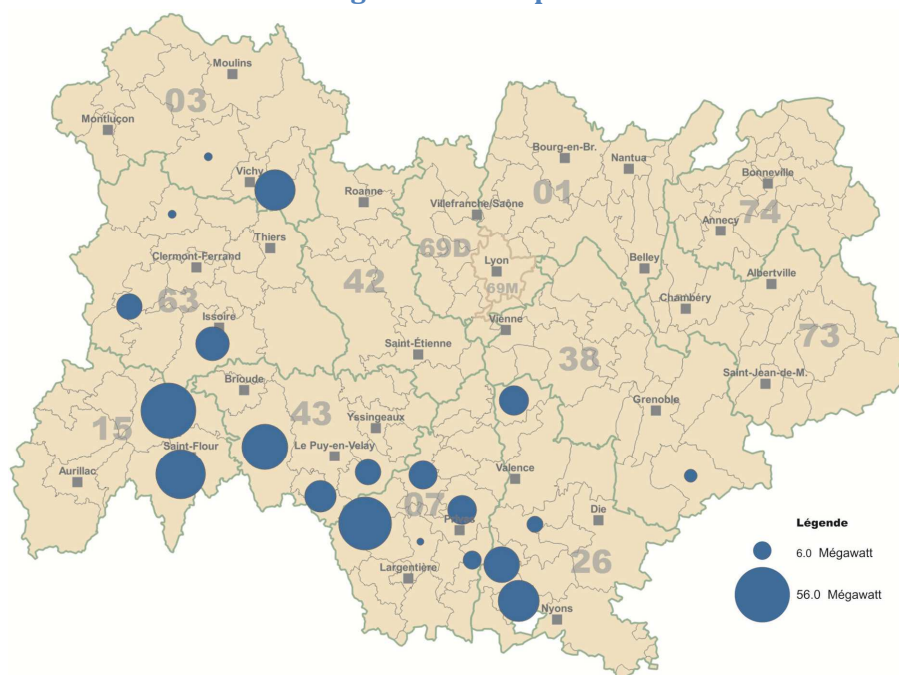 Moulins
03
Montluçon
Vichy
Bourg-en-Br.
Nantua
01
Bonneville
74
Annecy
Roanne
Villefranche/Saône
69D
Thiers
Clermont-Ferrand
63
42
Lyon
69M
Belley
Albertville
Chambéry
73
Issoire
Vienne
Saint-Étienne
38
Saint-Jean-de-M.
Brioude
43
Grenoble
15
Yssingeaux
Saint-Flour
Le Puy-en-Velay
Aurillac
Valence
07
Die
Privas
26
Largentière
Nyons
Légende
6.0 Mégawatt
56.0 Mégawatt